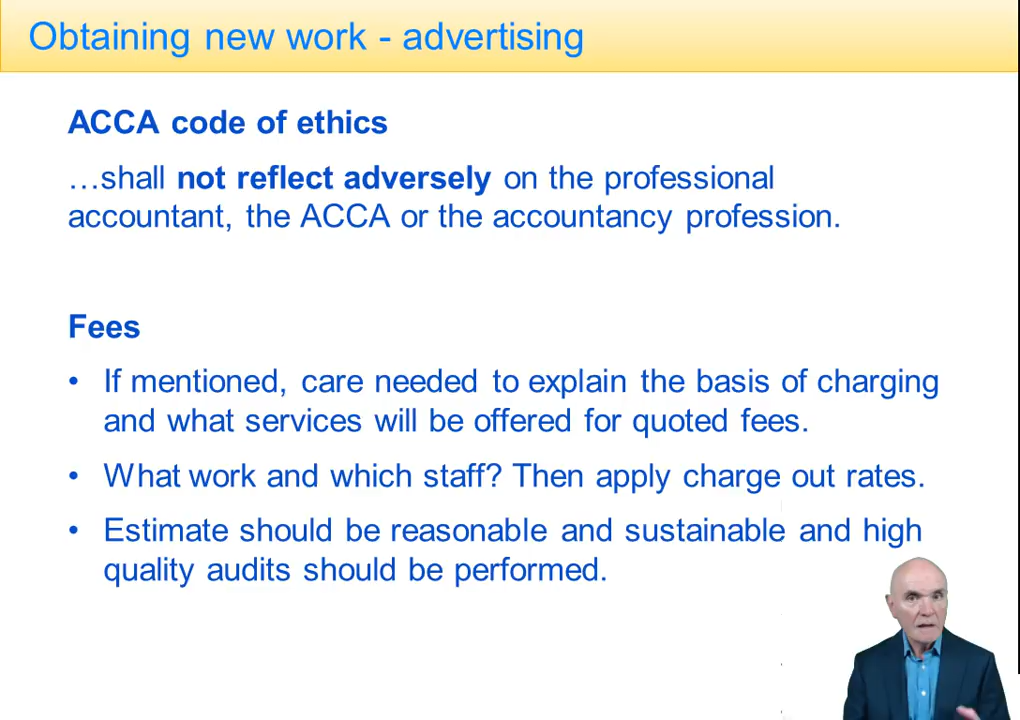 Obtaining new work - advertising
ACCA code of ethics
…shall not reflect adversely on the professional
accountant, the ACCA or the accountancy profession.
Fees
• If mentioned, care needed to explain the basis of charging
and what services will be offered for quoted fees.
• What work and which staff? Then apply charge out rates.
• Estimate should be reasonable and sustainable and high
quality audits should be performed.